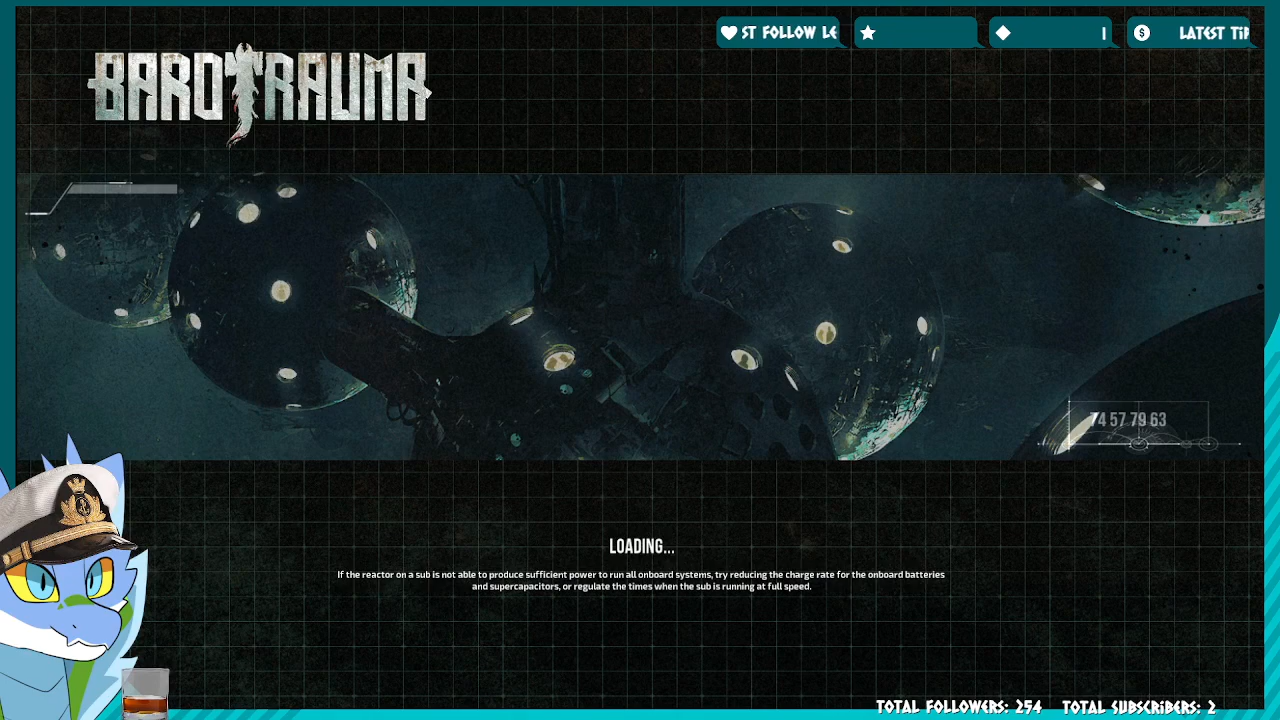 ST FOLLOW LE
LATEST TIP
BAROTRAUMA
74 57 79 63
LOADING...
If the reactor on a sub is not able to produce sufficient power to run all onboard systems, try reducing the charge rate for the onboard batteries
and supercapacitors, or regulate the times when the sub is running at full speed.
TOTAL FOLLOWERS: 254
TOTAL SUBSCRIBERS: 2